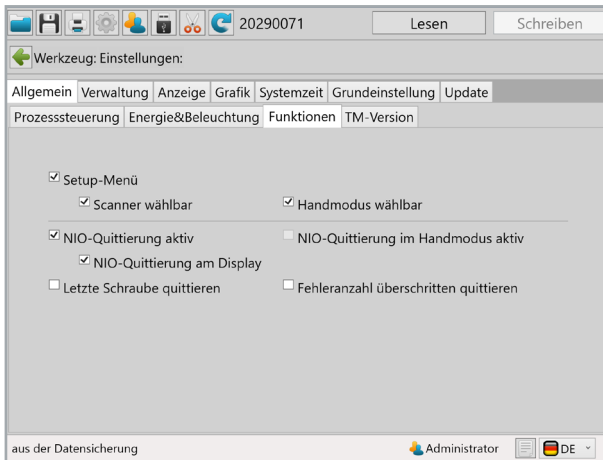 20290071 Lesen Schreiben
Werkzeug: Einstellungen:
Allgemein Verwaltung Anzeige Grafik Systemzeit Grundeinstellung Update
Prozesssteuerung Energie&Beleuchtung Funktionen TM-Version
Setup-Menü
Scanner wählbar Handmodus wählbar
NIO-Quittierung aktiv NIO-Quittierung im Handmodus aktiv
NIO-Quittierung am Display
Letzte Schraube quittieren Fehleranzahl überschritten quittieren
aus der Datensicherung Administrator DE